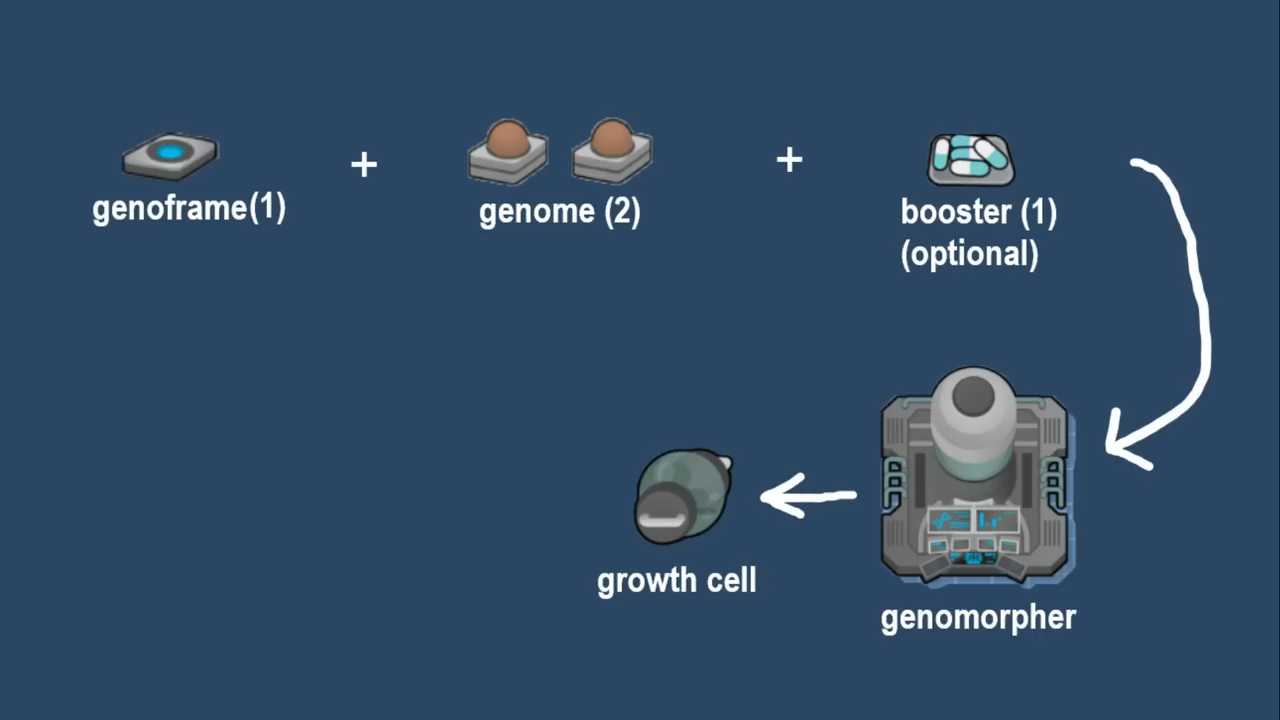 genoframe(1)
+
genome (2)
+
booster (1)
(optional)
growth cell
genomorpher